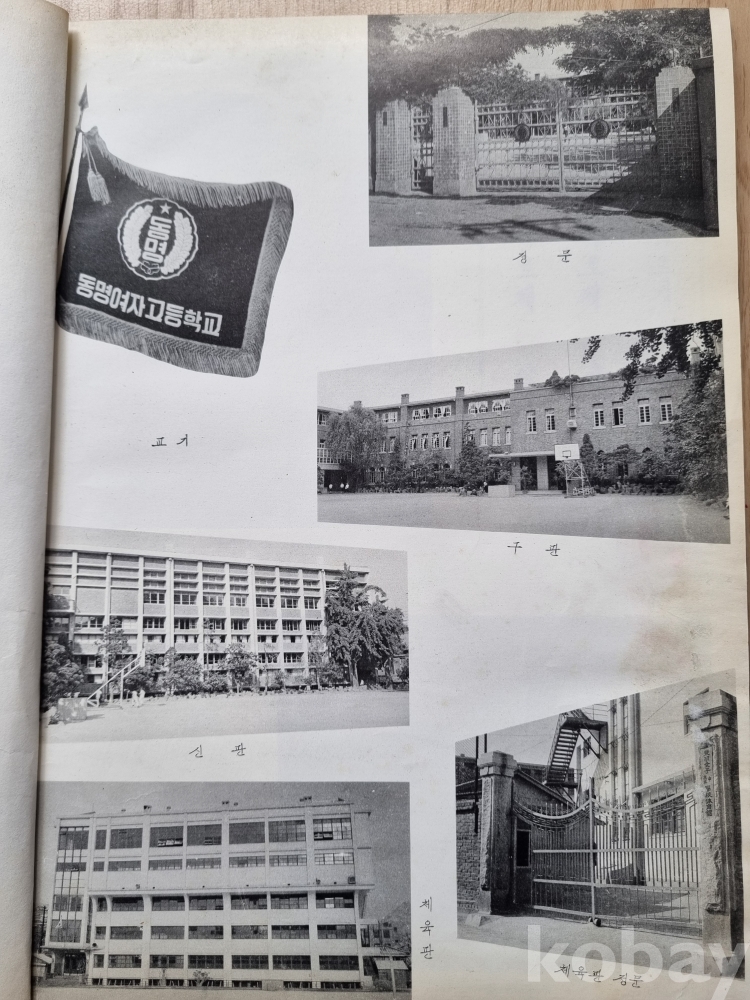 정문
동명
동명여자고등학교
교기
구관
신관
체육관
체육관 정문
kobay